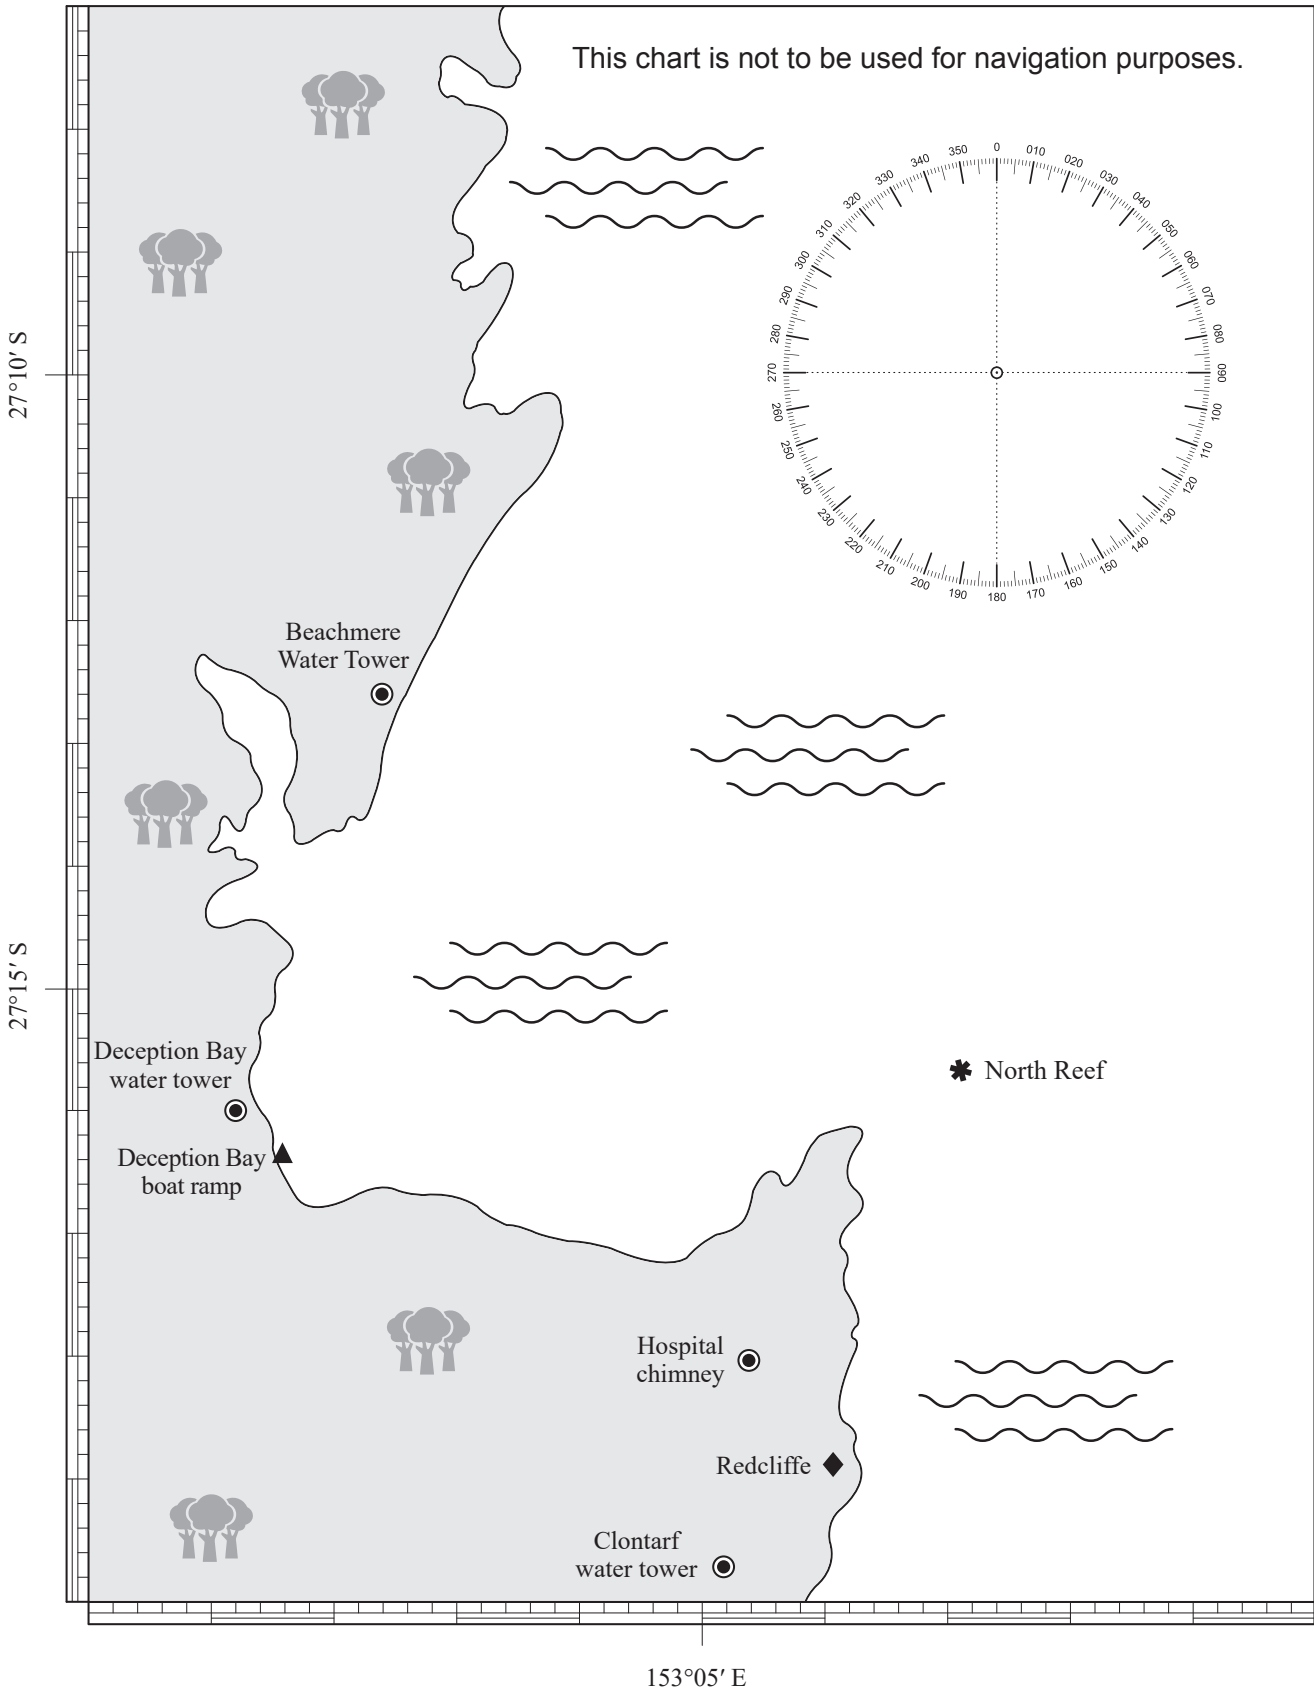 This chart is not to be used for navigation purposes.
0
010
020
030
040
050
060
070
080
090
100
110
120
130
140
150
160
170
180
190
200
210
220
230
240
250
260
270
280
290
300
310
320
330
340
350
27°10′ S
Beachmere
Water Tower
27°15′ S
Deception Bay
water tower
North Reef
Deception Bay
boat ramp
Hospital
chimney
Redcliffe
Clontarf
water tower
153°05′ E